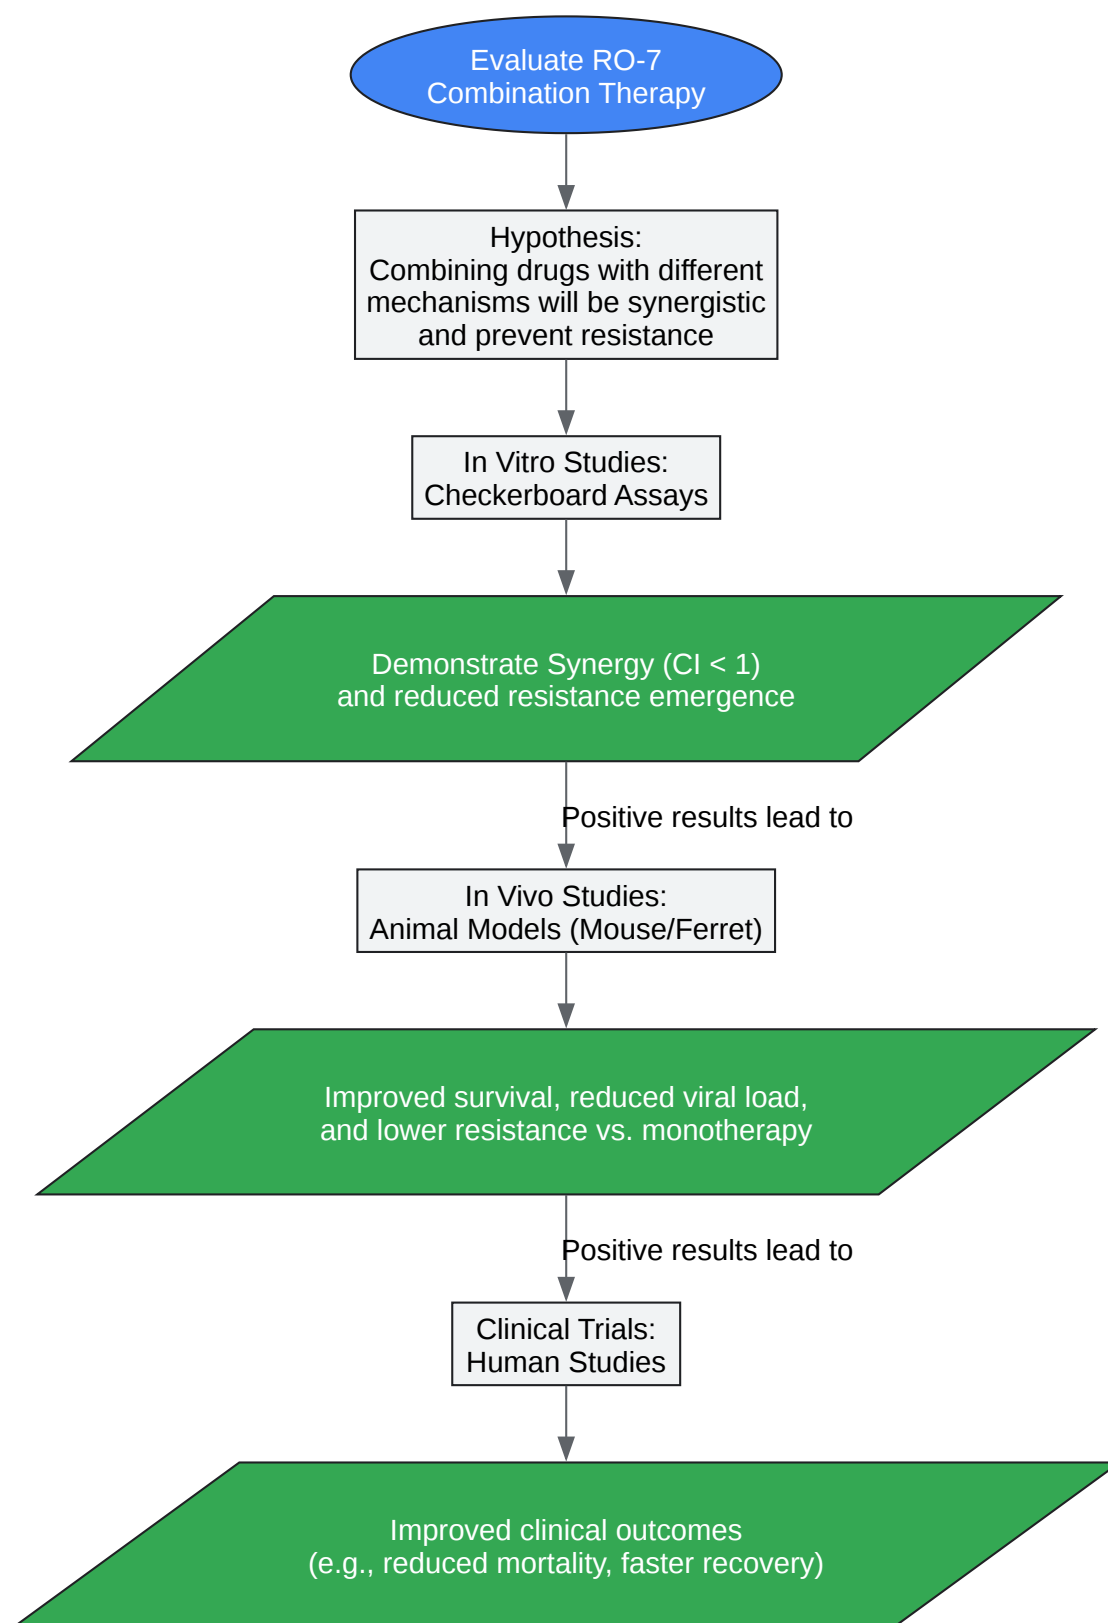 Evaluate RO-7
Combination Therapy
Hypothesis:
Combining drugs with different
mechanisms will be synergistic
and prevent resistance
In Vitro Studies:
Checkerboard Assays
Demonstrate Synergy (CI < 1)
and reduced resistance emergence
Positive results lead to
In Vivo Studies:
Animal Models (Mouse/Ferret)
Improved survival, reduced viral load,
and lower resistance vs. monotherapy
Positive results lead to
Clinical Trials:
Human Studies
Improved clinical outcomes
(e.g., reduced mortality, faster recovery)